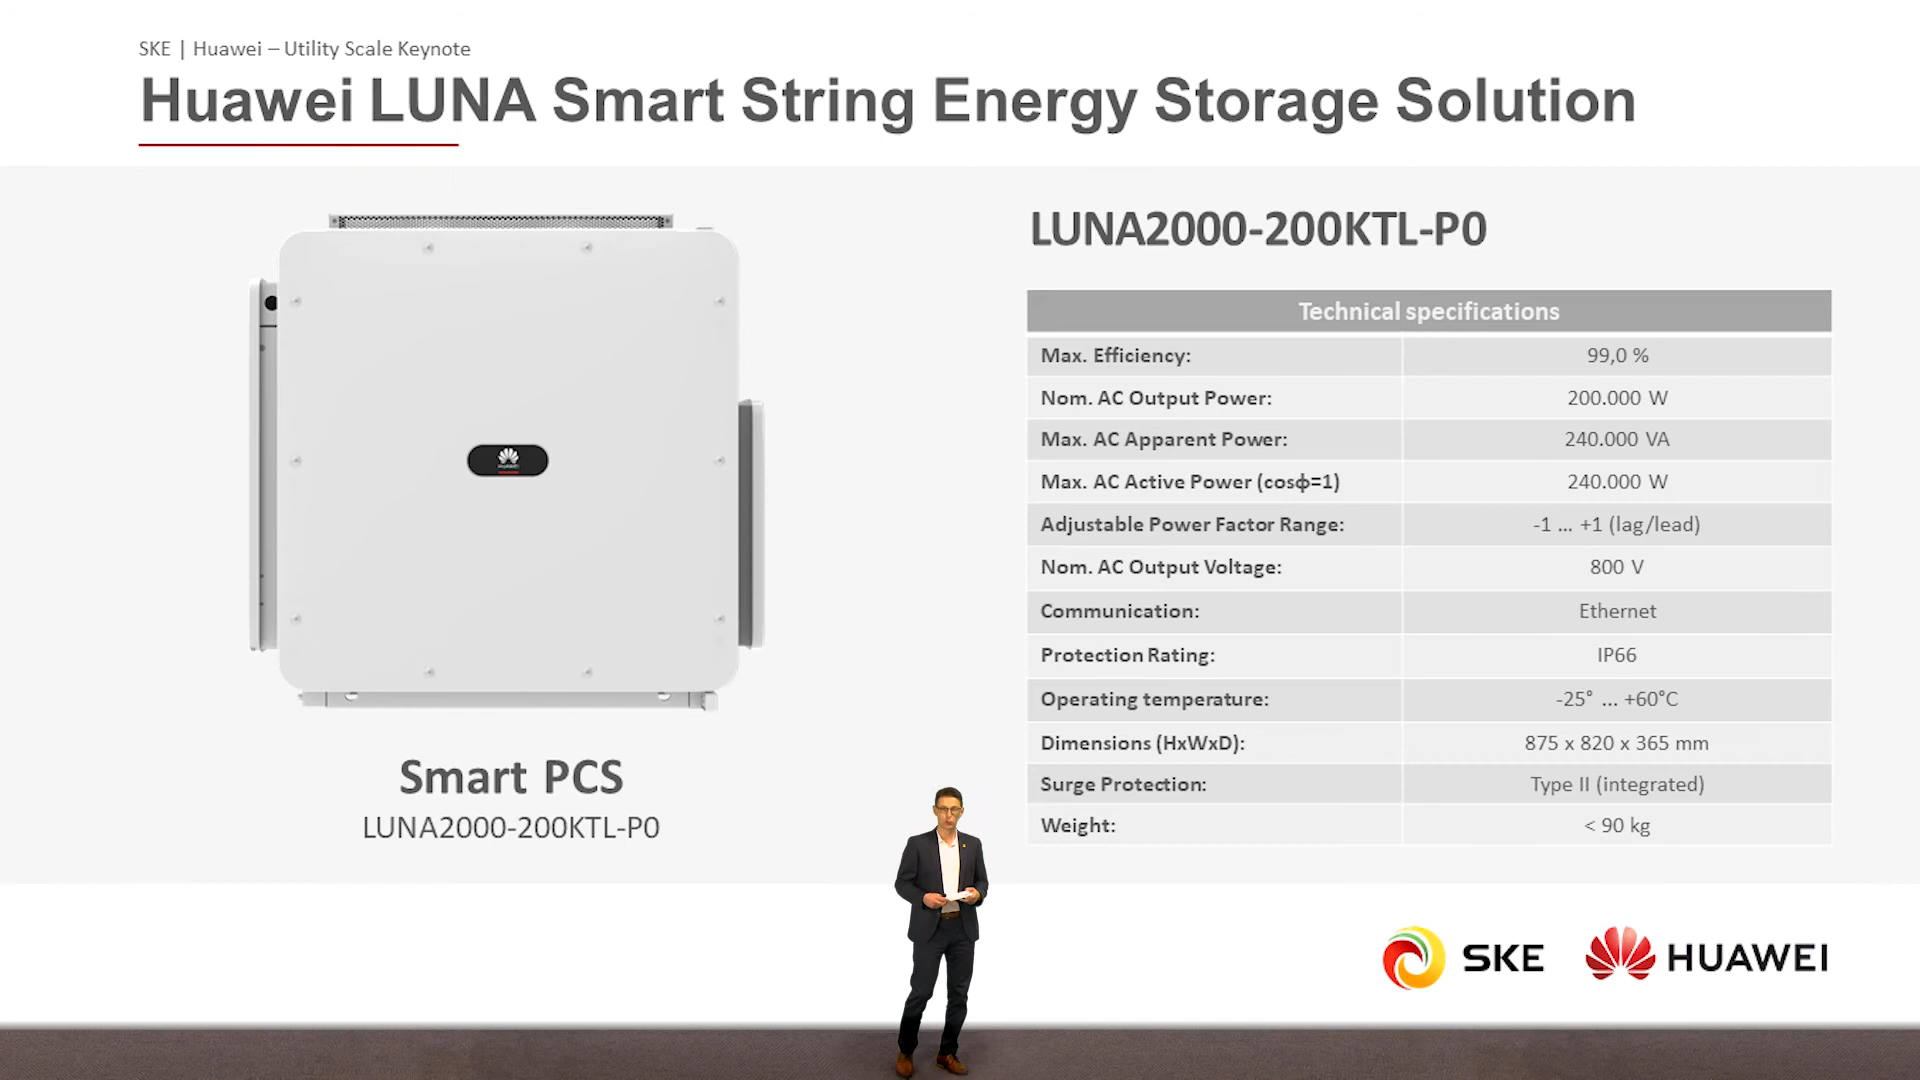 SKE | Huawei – Utility Scale Keynote
Huawei LUNA Smart String Energy Storage Solution
HUAWEI
Smart PCS
LUNA2000-200KTL-P0
LUNA2000-200KTL-P0
Technical specifications
Max. Efficiency: 99,0 %
Nom. AC Output Power: 200.000 W
Max. AC Apparent Power: 240.000 VA
Max. AC Active Power (cosϕ=1) 240.000 W
Adjustable Power Factor Range: -1 ... +1 (lag/lead)
Nom. AC Output Voltage: 800 V
Communication: Ethernet
Protection Rating: IP66
Operating temperature: -25° ... +60°C
Dimensions (HxWxD): 875 x 820 x 365 mm
Surge Protection: Type II (integrated)
Weight: < 90 kg
SKE HUAWEI